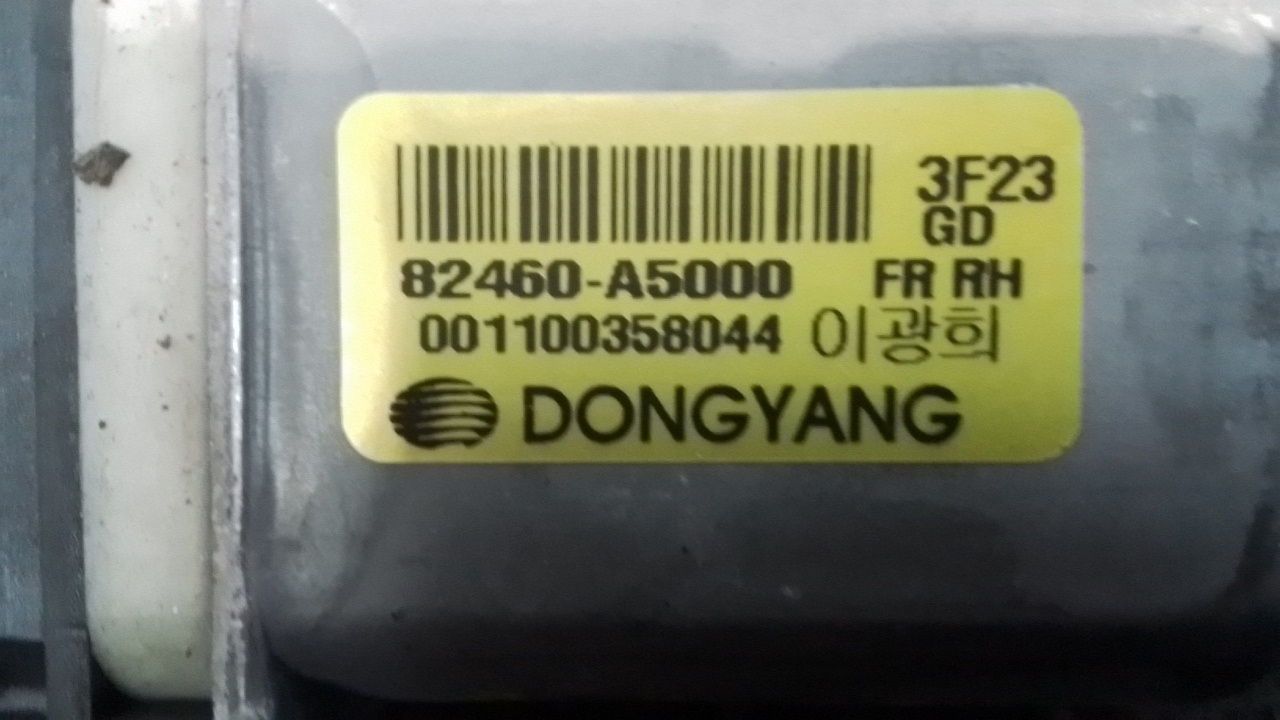 3F23
GD
82460-A5000 FR RH
001100358044 이광희
DONGYANG